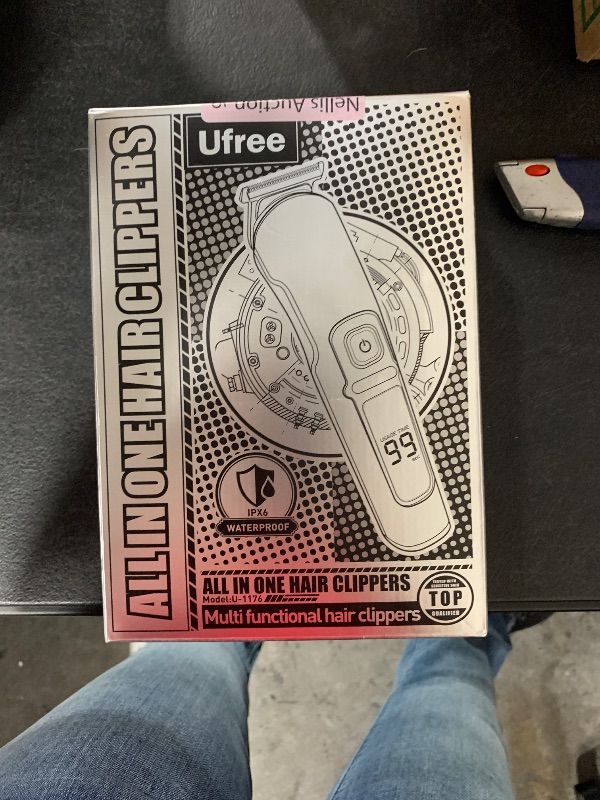 Nellis Auction
Ufree
ALL IN ONE HAIR CLIPPERS
USAGE TIME
99
IPX6
WATERPROOF
ALL IN ONE HAIR CLIPPERS
Model:U-1176
Multi functional hair clippers
TOP
QUALIFIED